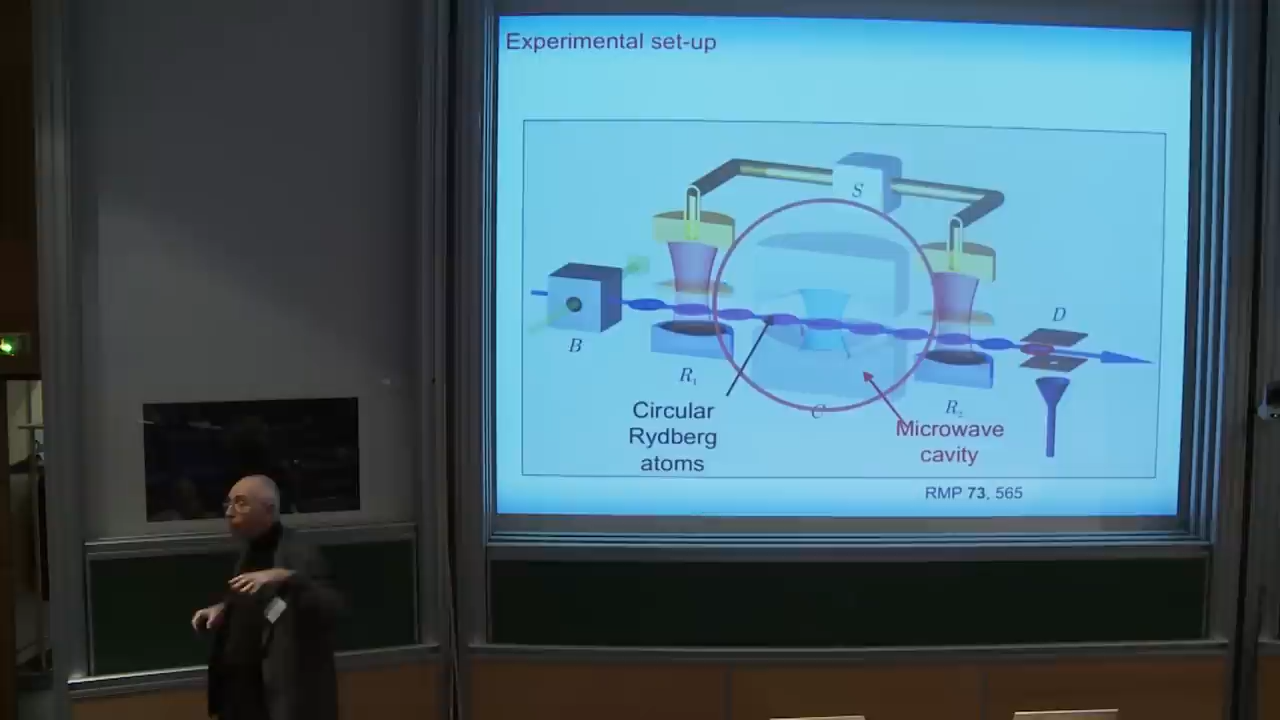 Experimental set-up
S
B
D
R₁
R₂
C
Circular
Rydberg
atoms
Microwave
cavity
RMP 73, 565